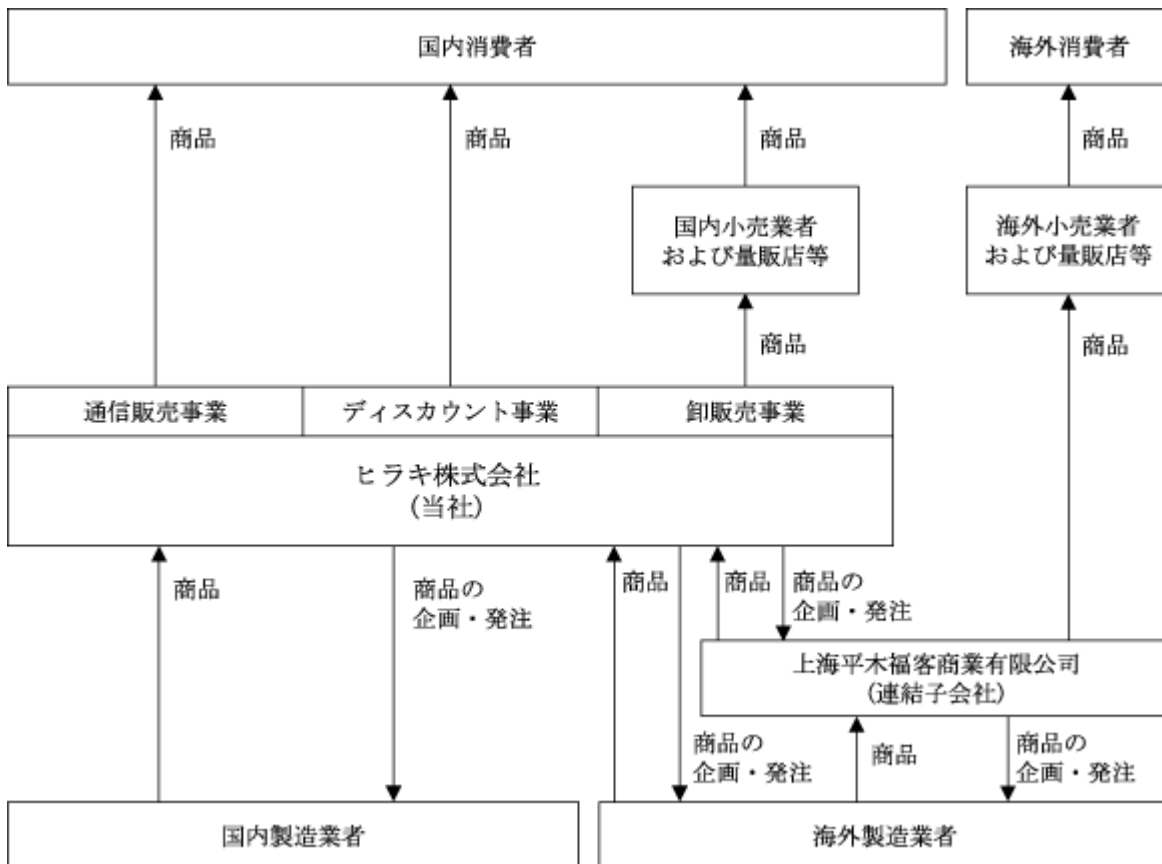 国内消費者
海外消費者
商品
商品
商品
商品
国内小売業者
および量販店等
海外小売業者
および量販店等
商品
商品
通信販売事業
ディスカウント事業
卸販売事業
ヒラキ株式会社
(当社)
商品
商品の
企画・発注
商品
商品
商品の
企画・発注
上海平木福客商業有限公司
(連結子会社)
商品の
企画・発注
商品
商品の
企画・発注
国内製造業者
海外製造業者